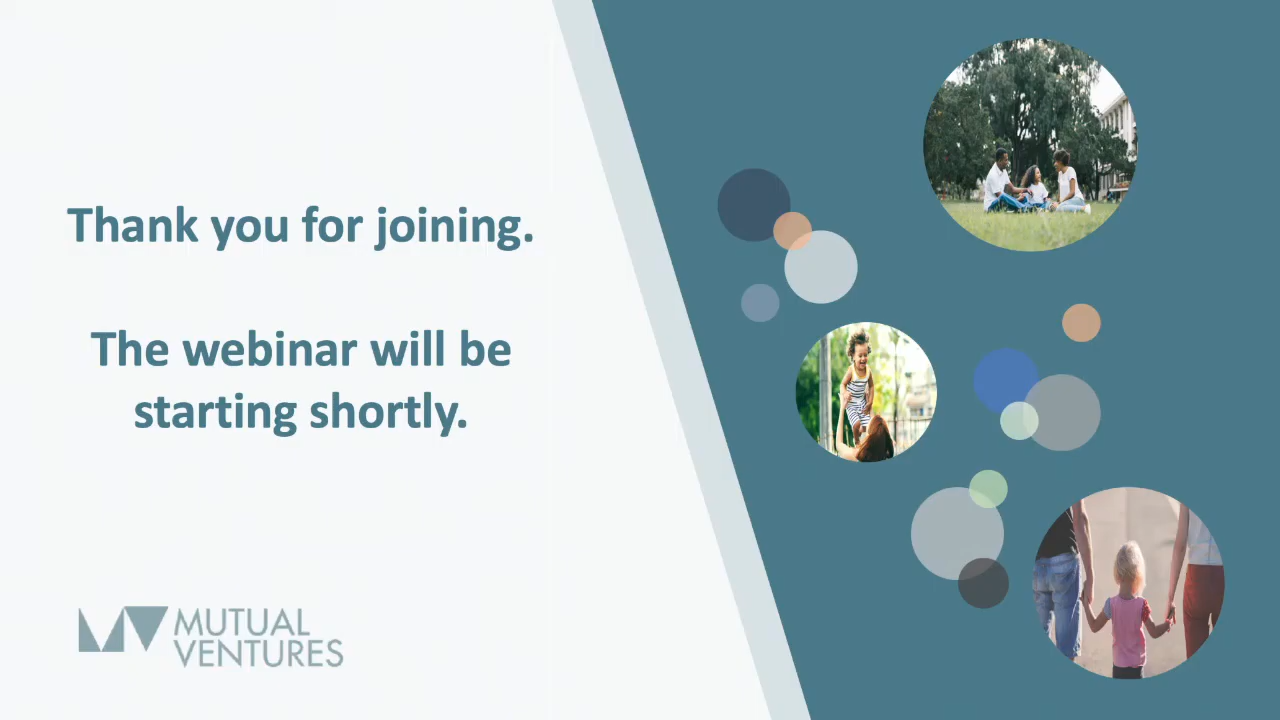 Thank you for joining.
The webinar will be
starting shortly.
MUTUAL
VENTURES